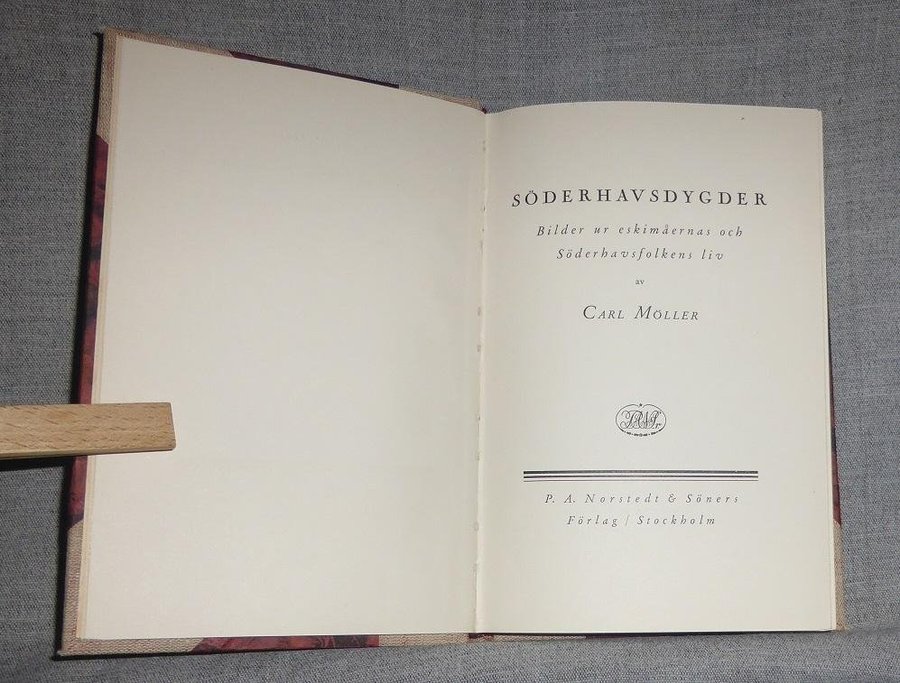 SÖDERHAVSDYGDER
Bilder ur eskimåernas och
Söderhavsfolkens liv
av
CARL MÖLLER
P. A. Norstedt & Söners
Förlag / Stockholm